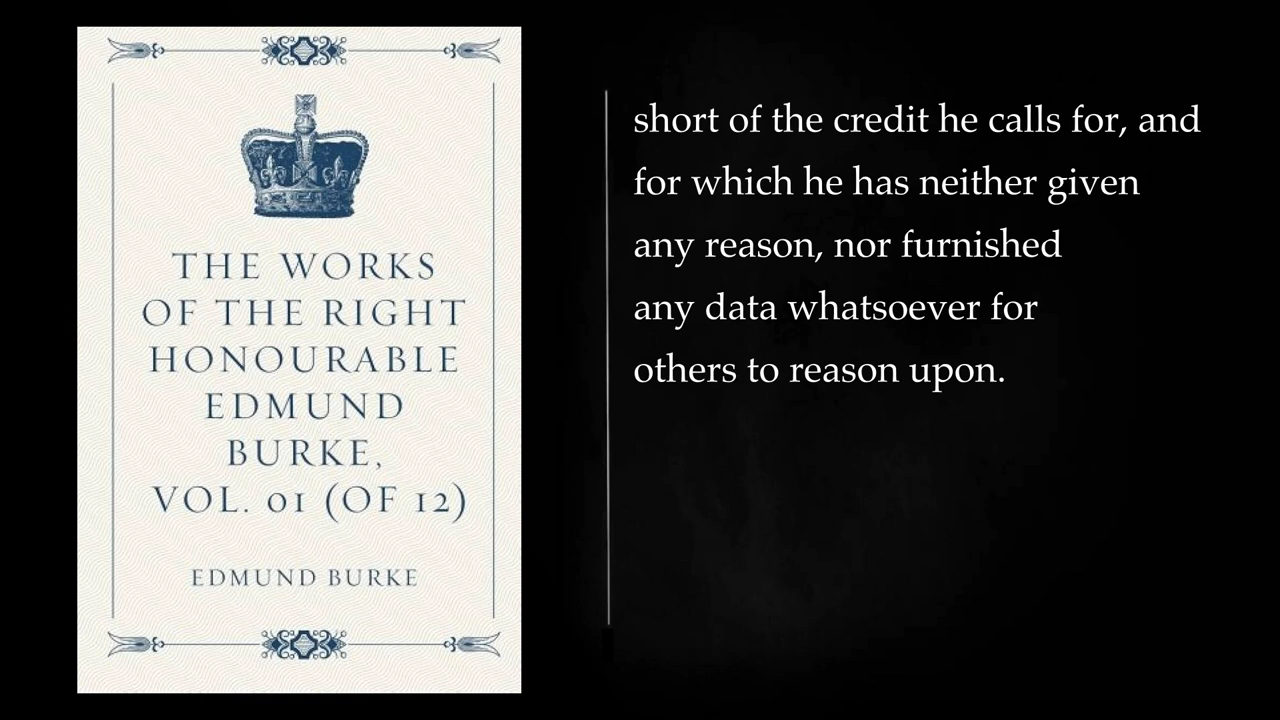 THE WORKS
OF THE RIGHT
HONOURABLE
EDMUND
BURKE,
VOL. 01 (OF 12)
EDMUND BURKE
short of the credit he calls for, and
for which he has neither given
any reason, nor furnished
any data whatsoever for
others to reason upon.